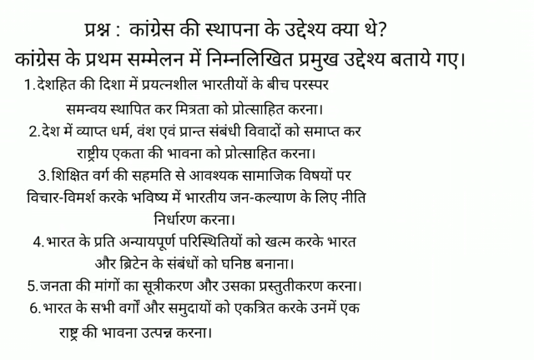 प्रश्न : कांग्रेस की स्थापना के उद्देश्य क्या थे?
कांग्रेस के प्रथम सम्मेलन में निम्नलिखित प्रमुख उद्देश्य बताये गए।
1.देशहित की दिशा में प्रयत्नशील भारतीयों के बीच परस्पर
समन्वय स्थापित कर मित्रता को प्रोत्साहित करना।
2.देश में व्याप्त धर्म, वंश एवं प्रान्त संबंधी विवादों को समाप्त कर
राष्ट्रीय एकता की भावना को प्रोत्साहित करना।
3.शिक्षित वर्ग की सहमति से आवश्यक सामाजिक विषयों पर
विचार-विमर्श करके भविष्य में भारतीय जन-कल्याण के लिए नीति
निर्धारण करना।
4.भारत के प्रति अन्यायपूर्ण परिस्थितियों को खत्म करके भारत
और ब्रिटेन के संबंधों को घनिष्ठ बनाना।
5.जनता की मांगों का सूत्रीकरण और उसका प्रस्तुतीकरण करना।
6.भारत के सभी वर्गों और समुदायों को एकत्रित करके उनमें एक
राष्ट्र की भावना उत्पन्न करना।